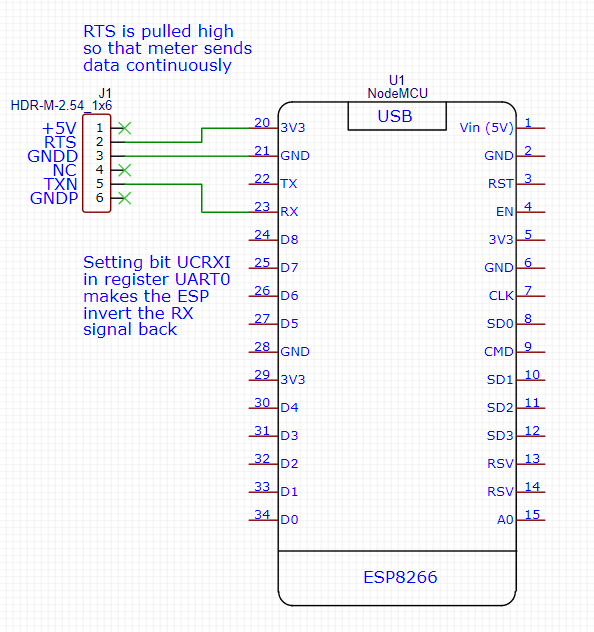 RTS is pulled high
so that meter sends
data continuously
J1
HDR-M-2.54_1x6
+5V 1
RTS 2
GNDD 3
NC 4
TXN 5
GNDP 6
Setting bit UCRXI
in register UART0
makes the ESP
invert the RX
signal back
U1
NodeMCU
USB
20 3V3 Vin (5V) 1
21 GND GND 2
22 TX RST 3
23 RX EN 4
24 D8 3V3 5
25 D7 GND 6
26 D6 CLK 7
27 D5 SD0 8
28 GND CMD 9
29 3V3 SD1 10
30 D4 SD2 11
31 D3 SD3 12
32 D2 RSV 13
33 D1 RSV 14
34 D0 A0 15
ESP8266